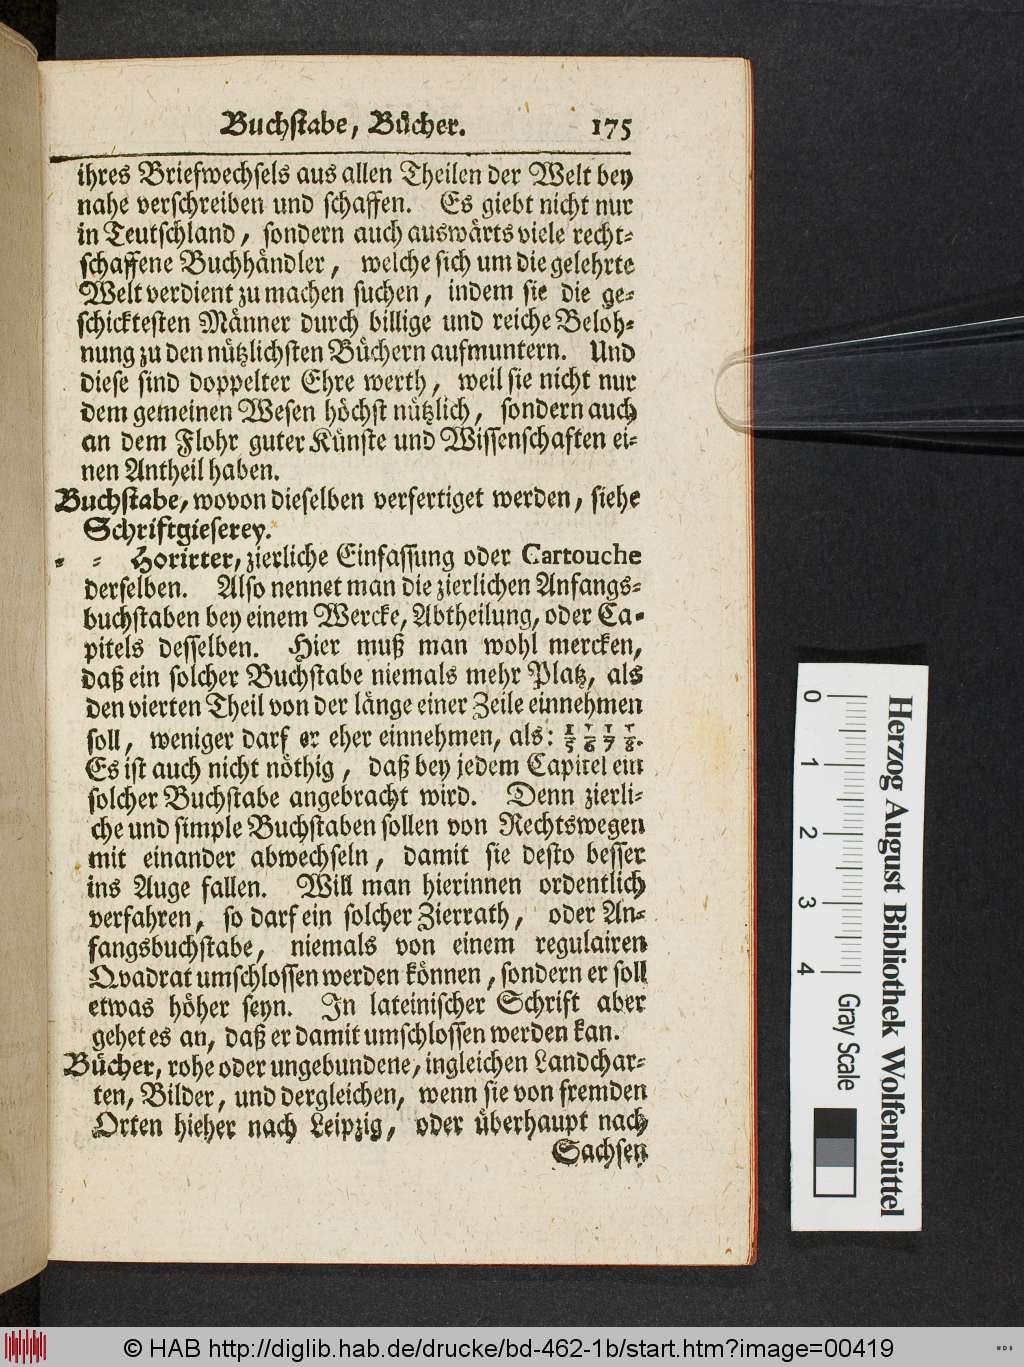 Buchstabe, Bücher. 175
ihres Briefwechsels aus allen Theilen der Welt bey
nahe verschreiben und schaffen. Es giebt nicht nur
in Teutschland, sondern auch auswärts viele recht-
schaffene Buchhändler, welche sich um die gelehrte
Welt verdient zu machen suchen, indem sie die ge-
schicktesten Männer durch billige und reiche Beloh-
nung zu den nützlichsten Büchern aufmuntern. Und
diese sind doppelter Ehre werth, weil sie nicht nur
dem gemeinen Wesen höchst nützlich, sondern auch
an dem Flohr guter Künste und Wissenschaften ei-
nen Antheil haben.
Buchstabe, wovon dieselben verfertiget werden, siehe
Schriftgieserey.
- - Horirter, zierliche Einfassung oder Cartouche
derselben. Also nennet man die zierlichen Anfangs-
buchstaben bey einem Wercke, Abtheilung, oder Ca-
pitels desselben. Hier muß man wohl mercken,
daß ein solcher Buchstabe niemals mehr Platz, als
den vierten Theil von der länge einer Zeile einnehmen
soll, weniger darf er eher einnehmen, als: 1/5 1/6 1/7 1/8.
Es ist auch nicht nöthig, daß bey jedem Capitel ein
solcher Buchstabe angebracht wird. Denn zierli-
che und simple Buchstaben sollen von Rechtswegen
mit einander abwechseln, damit sie desto besser
ins Auge fallen. Will man hierinnen ordentlich
verfahren, so darf ein solcher Zierrath, oder An-
fangsbuchstabe, niemals von einem regulairen
Qvadrat umschlossen werden können, sondern er soll
etwas höher seyn. In lateinischer Schrift aber
gehet es an, daß er damit umschlossen werden kan.
Bücher, rohe oder ungebundene, ingleichen Landchar-
ten, Bilder, und dergleichen, wenn sie von fremden
Orten hieher nach Leipzig, oder überhaupt nach
Sachsen
0 1 2 3 4 Gray Scale
Herzog August Bibliothek Wolfenbüttel
© HAB http://diglib.hab.de/drucke/bd-462-1b/start.htm?image=00419